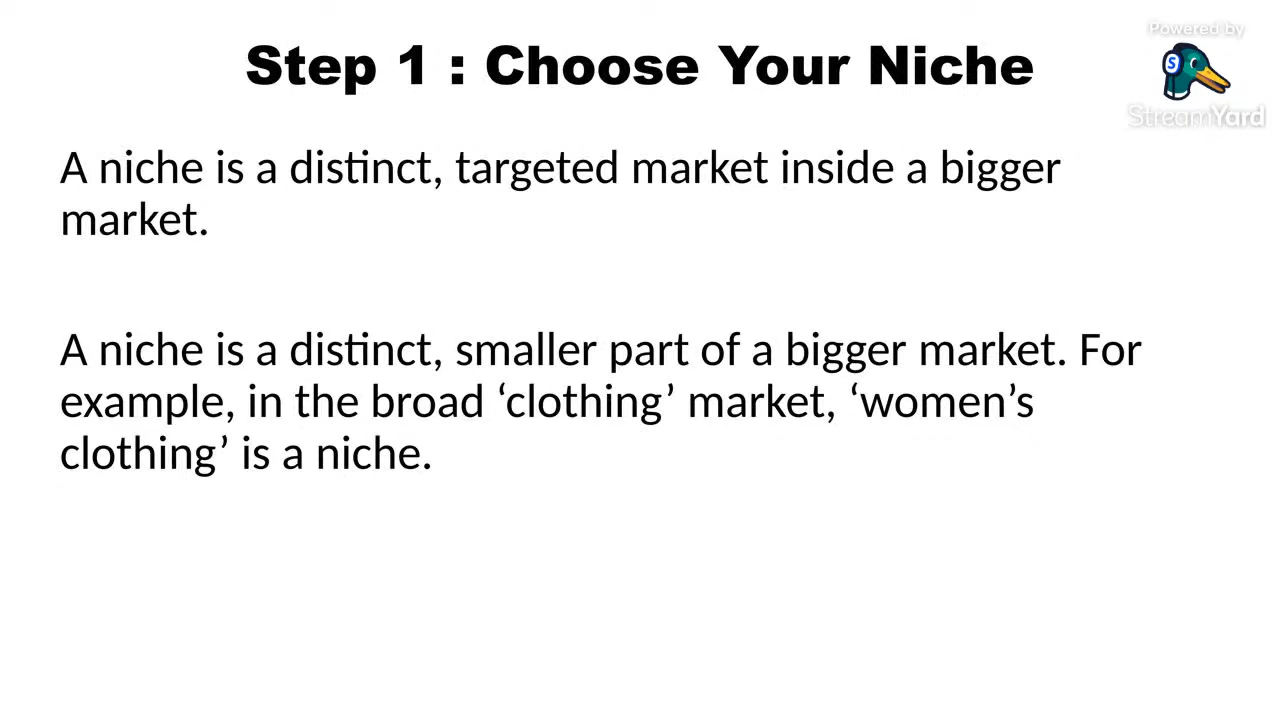 Powered by
Step 1 : Choose Your Niche
S
StreamYard
A niche is a distinct, targeted market inside a bigger
market.
A niche is a distinct, smaller part of a bigger market. For
example, in the broad ‘clothing’ market, ‘women’s
clothing’ is a niche.